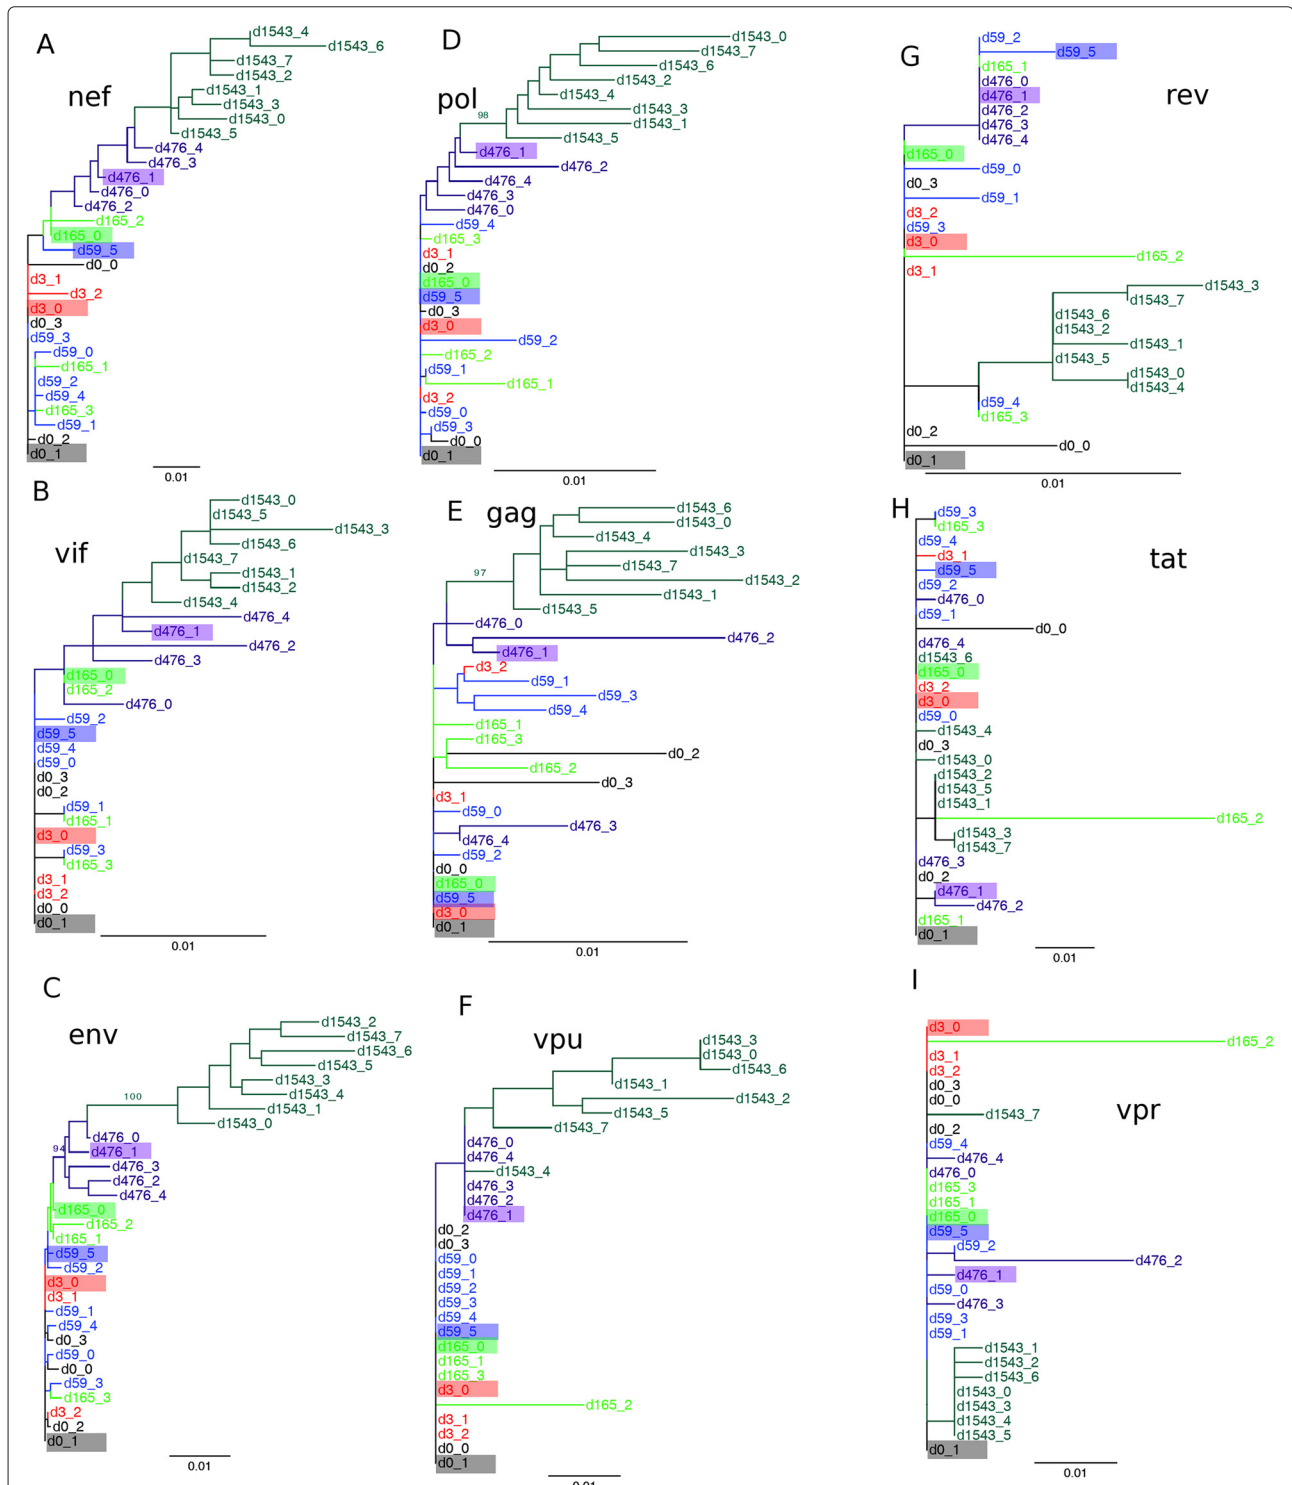 A
nef
d1543_4
d1543_6
d1543_7
d1543_2
d1543_1
d1543_3
d1543_0
d1543_5
d476_4
d476_3
d476_1
d476_0
d476_2
d165_2
d165_0
d59_5
d0_0
d3_1
d3_2
d3_0
d0_3
d59_3
d59_0
d165_1
d59_2
d59_4
d165_3
d59_1
d0_2
d0_1
0.01
B
vif
d1543_0
d1543_5
d1543_3
d1543_6
d1543_7
d1543_1
d1543_2
d1543_4
d476_4
d476_1
d476_2
d476_3
d165_0
d165_2
d476_0
d59_2
d59_5
d59_4
d59_0
d0_3
d0_2
d59_1
d165_1
d3_0
d59_3
d165_3
d3_1
d3_2
d0_0
d0_1
0.01
C
env
d1543_2
d1543_7
d1543_6
d1543_5
d1543_3
d1543_4
100
d1543_1
d1543_0
d476_0
94
d476_1
d476_3
d476_2
d476_4
d165_0
d165_2
d165_1
d59_5
d59_2
d3_0
d3_1
d59_1
d59_4
d0_3
d59_0
d0_0
d59_3
d165_3
d3_2
d0_2
d0_1
0.01
D
pol
d1543_0
d1543_7
d1543_6
d1543_2
d1543_4
d1543_3
98
d1543_1
d1543_5
d476_1
d476_2
d476_4
d476_3
d476_0
d59_4
d165_3
d3_1
d0_2
d165_0
d59_5
d0_3
d3_0
d59_2
d165_2
d59_1
d165_1
d3_2
d59_0
d59_3
d0_0
d0_1
0.01
E
gag
d1543_6
d1543_0
d1543_4
d1543_3
d1543_7
97
d1543_2
d1543_1
d1543_5
d476_0
d476_2
d476_1
d3_2
d59_1
d59_3
d59_4
d165_1
d165_3
d0_2
d165_2
d0_3
d3_1
d59_0
d476_3
d476_4
d59_2
d0_0
d165_0
d59_5
d3_0
d0_1
0.01
F
vpu
d1543_3
d1543_0
d1543_6
d1543_1
d1543_2
d1543_5
d1543_7
d476_0
d476_4
d1543_4
d476_3
d476_2
d476_1
d0_2
d0_3
d59_0
d59_1
d59_2
d59_3
d59_4
d59_5
d165_0
d165_1
d165_3
d3_0
d165_2
d3_1
d3_2
d0_0
d0_1
0.01
G
rev
d59_2
d59_5
d165_1
d476_0
d476_1
d476_2
d476_3
d476_4
d165_0
d59_0
d0_3
d59_1
d3_2
d59_3
d3_0
d165_2
d3_1
d1543_3
d1543_7
d1543_6
d1543_2
d1543_1
d1543_5
d1543_0
d1543_4
d59_4
d165_3
d0_2
d0_0
d0_1
0.01
H
tat
d59_3
d165_3
d59_4
d3_1
d59_5
d59_2
d476_0
d59_1
d0_0
d476_4
d1543_6
d165_0
d3_2
d3_0
d59_0
d1543_4
d0_3
d1543_0
d1543_2
d1543_5
d1543_1
d165_2
d1543_3
d1543_7
d476_3
d0_2
d476_1
d476_2
d165_1
d0_1
0.01
I
vpr
d3_0
d165_2
d3_1
d3_2
d0_3
d0_0
d1543_7
d0_2
d59_4
d476_4
d476_0
d165_3
d165_1
d165_0
d59_5
d59_2
d476_2
d476_1
d59_0
d476_3
d59_3
d59_1
d1543_1
d1543_2
d1543_6
d1543_0
d1543_3
d1543_4
d1543_5
d0_1
0.01